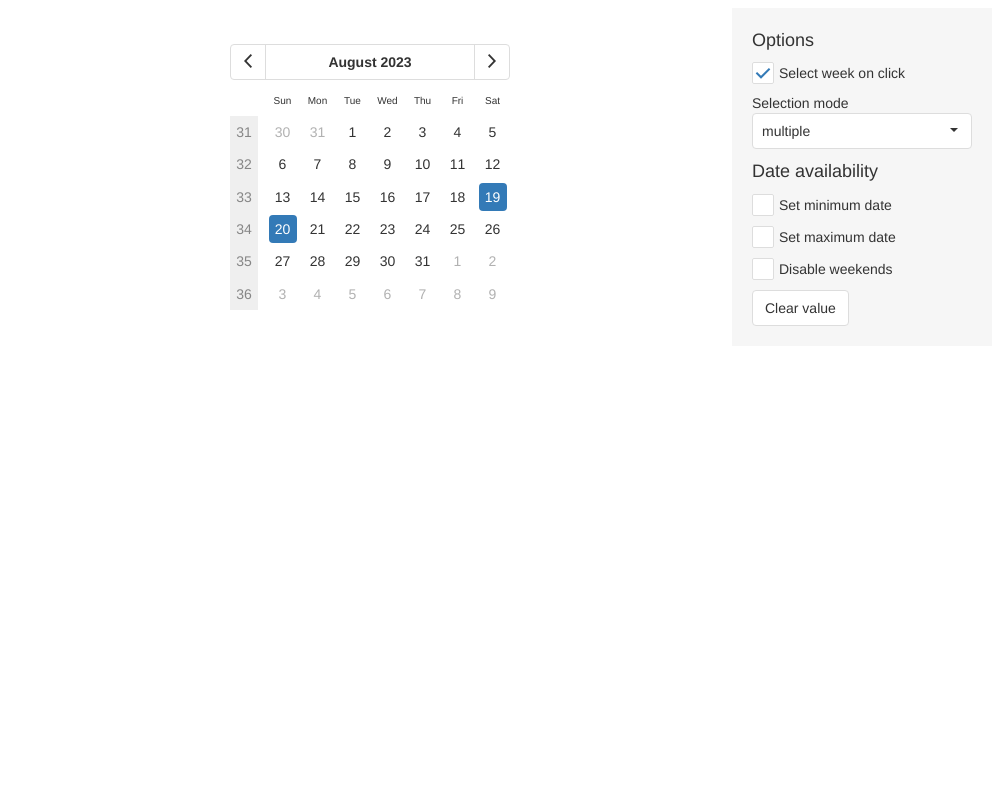 August 2023
Sun Mon Tue Wed Thu Fri Sat
31 30 31 1 2 3 4 5
32 6 7 8 9 10 11 12
33 13 14 15 16 17 18 19
34 20 21 22 23 24 25 26
35 27 28 29 30 31 1 2
36 3 4 5 6 7 8 9
Options
Select week on click
Selection mode
multiple
Date availability
Set minimum date
Set maximum date
Disable weekends
Clear value